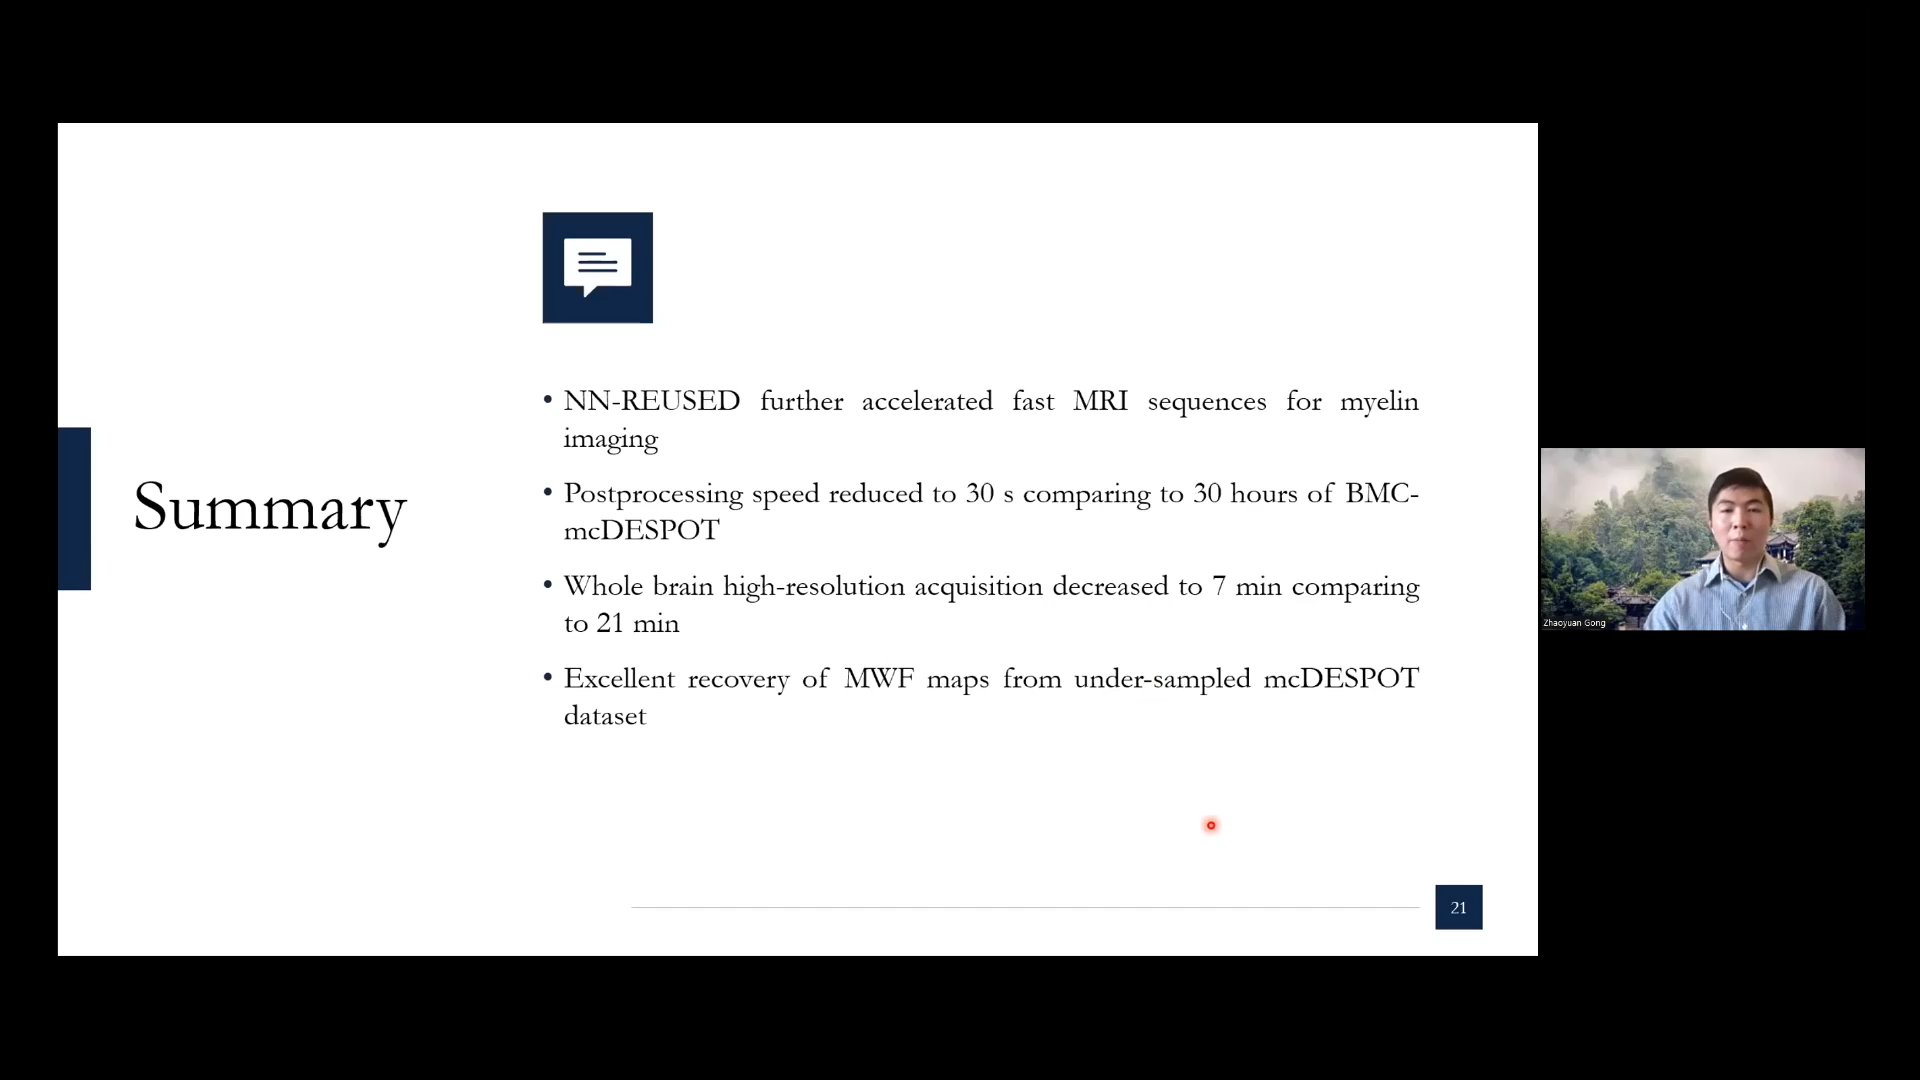 Summary
• NN-REUSED further accelerated fast MRI sequences for myelin
imaging
• Postprocessing speed reduced to 30 s comparing to 30 hours of BMC-
mcDESPOT
• Whole brain high-resolution acquisition decreased to 7 min comparing
to 21 min
• Excellent recovery of MWF maps from under-sampled mcDESPOT
dataset
21
Zhaoyuan Gong